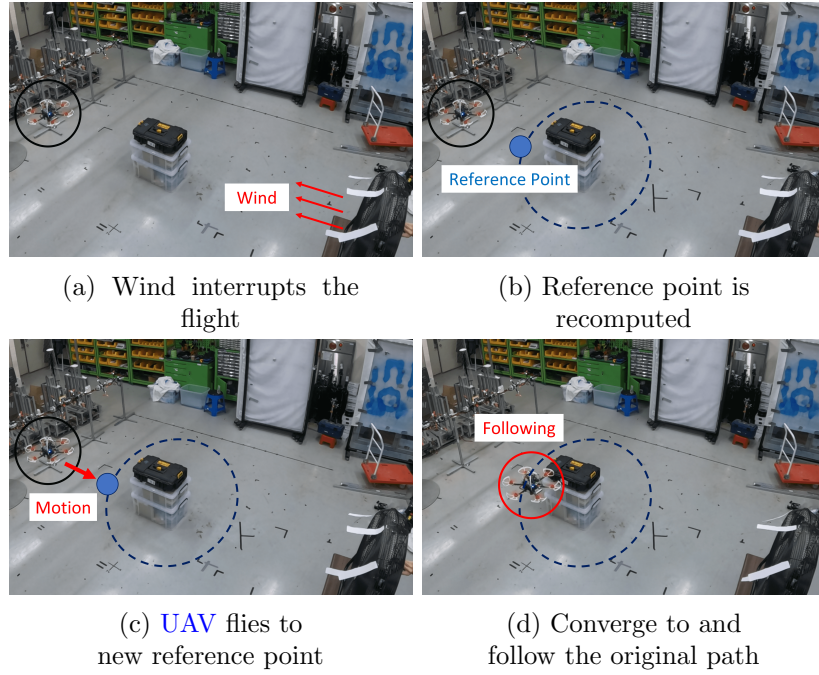 Wind
Reference Point
(a) Wind interrupts the
flight
(b) Reference point is
recomputed
Motion
Following
(c) UAV flies to
new reference point
(d) Converge to and
follow the original path